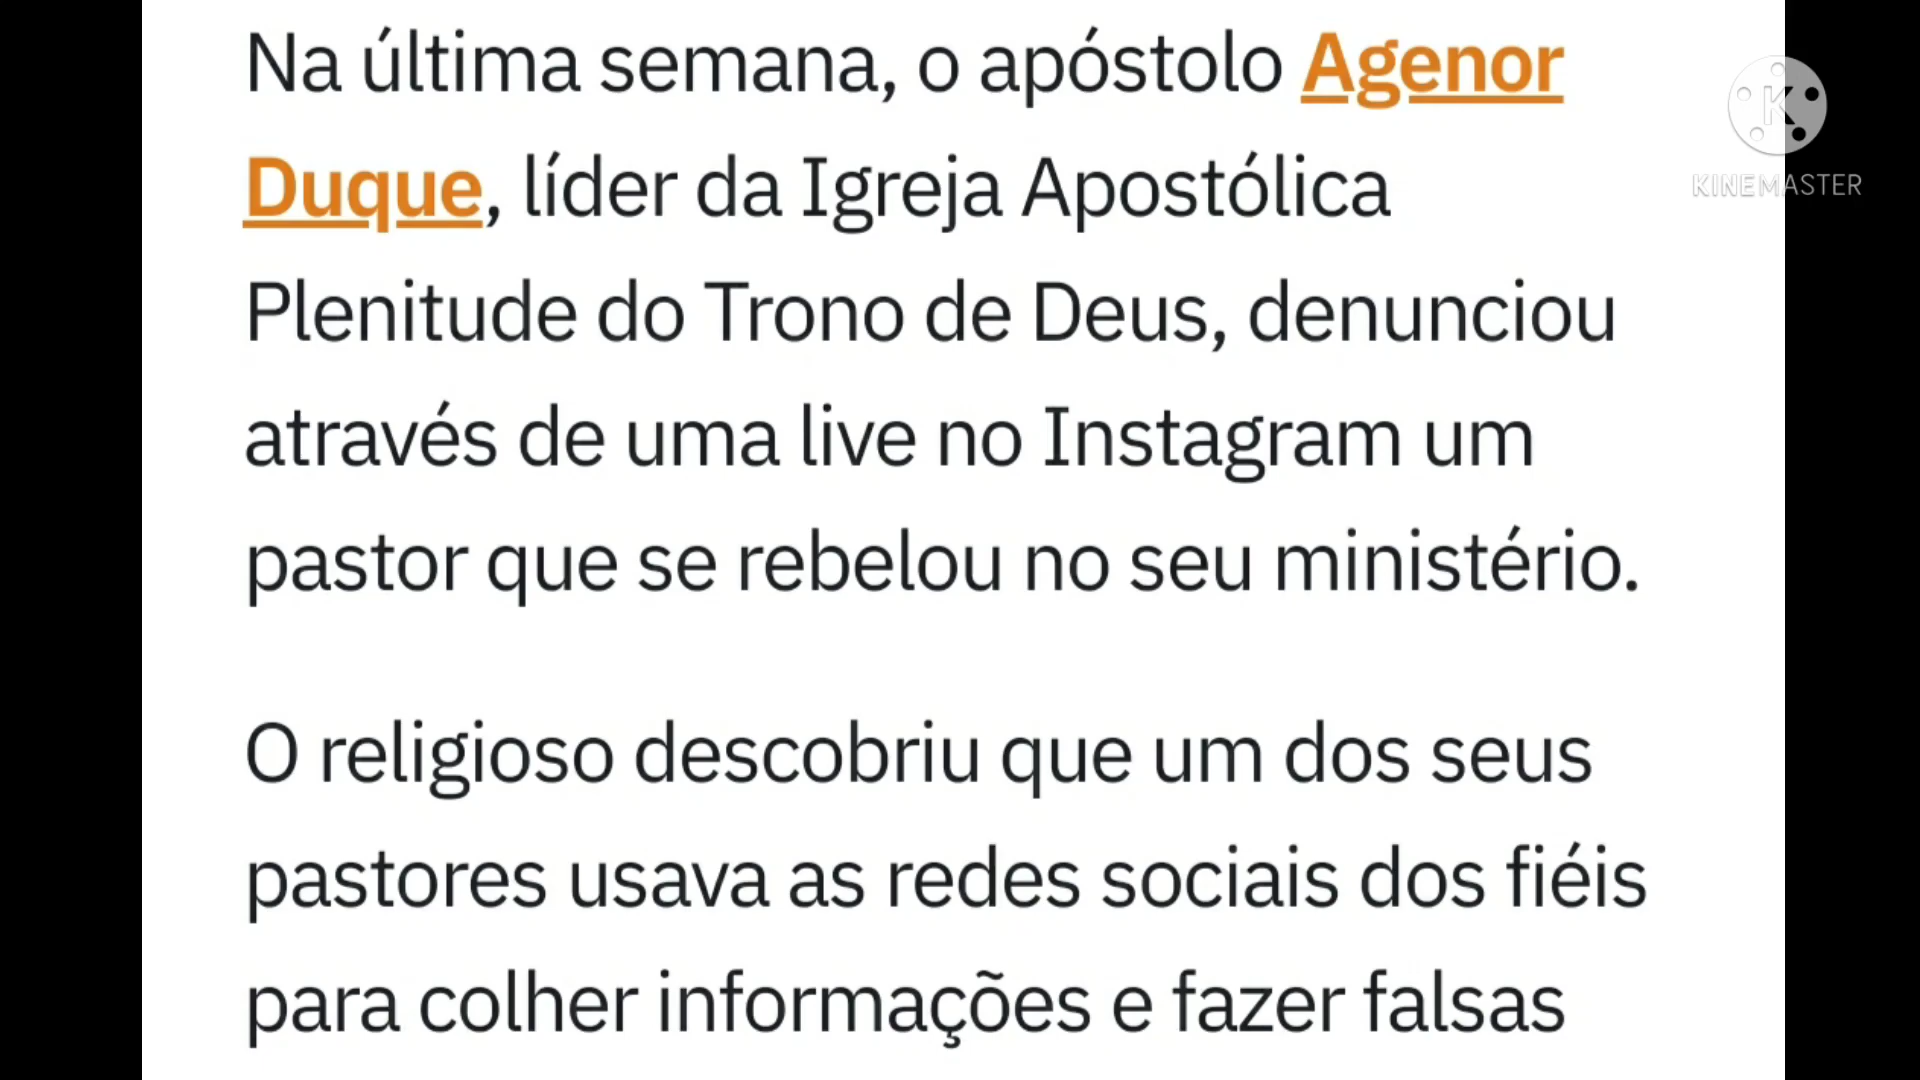 Na última semana, o apóstolo Agenor
Duque, líder da Igreja Apostólica
Plenitude do Trono de Deus, denunciou
através de uma live no Instagram um
pastor que se rebelou no seu ministério.
O religioso descobriu que um dos seus
pastores usava as redes sociais dos fiéis
para colher informações e fazer falsas
K
KINEMASTER